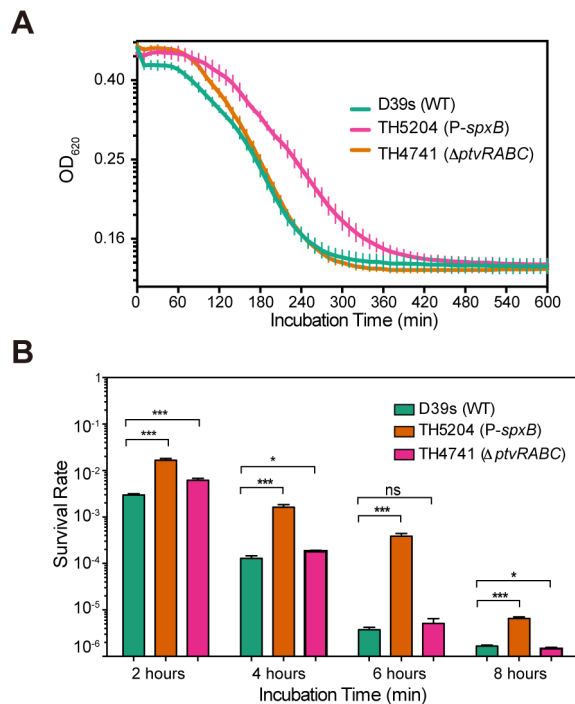 A
0.40
0.25
0.16
OD620
D39s (WT)
TH5204 (P-spxB)
TH4741 (ΔptvRABC)
0 60 120 180 240 300 360 420 480 540 600
Incubation Time (min)
B
1
10-1
10-2
10-3
10-4
10-5
10-6
Survival Rate
D39s (WT)
TH5204 (P-spxB)
TH4741 (ΔptvRABC)
***
***
*
***
ns
***
*
***
2 hours 4 hours 6 hours 8 hours
Incubation Time (min)